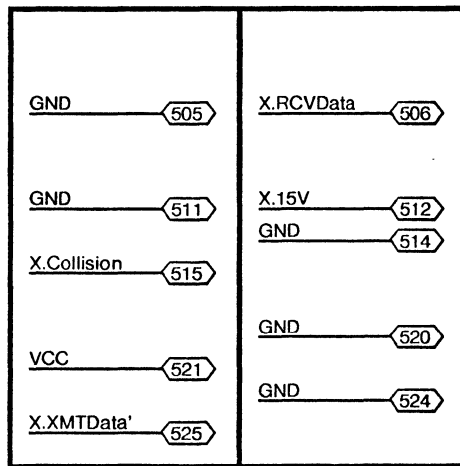 GND 505
GND 511
X.Collision 515
VCC 521
X.XMTData' 525
X.RCVData 506
X.15V 512
GND 514
GND 520
GND 524